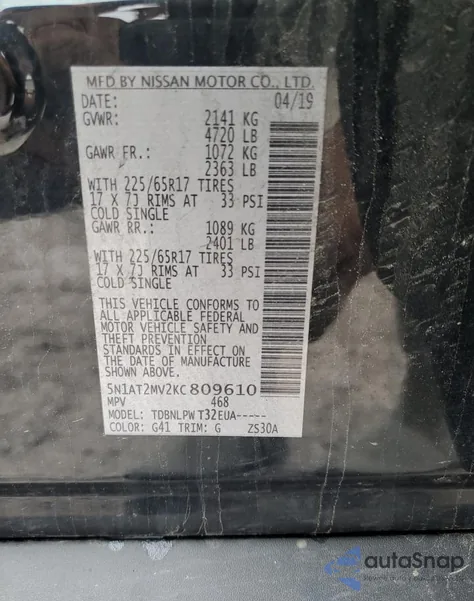 MFD BY NISSAN MOTOR CO., LTD.
DATE: 04/19
GVWR: 2141 KG
4720 LB
GAWR FR.: 1072 KG
2363 LB
WITH 225/65R17 TIRES
17 X 7J RIMS AT 33 PSI
COLD SINGLE
GAWR RR.: 1089 KG
2401 LB
WITH 225/65R17 TIRES
17 X 7J RIMS AT 33 PSI
COLD SINGLE
THIS VEHICLE CONFORMS TO
ALL APPLICABLE FEDERAL
MOTOR VEHICLE SAFETY AND
THEFT PREVENTION
STANDARDS IN EFFECT ON
THE DATE OF MANUFACTURE
SHOWN ABOVE.
5N1AT2MV2KC809610
MPV 468
MODEL: TDBNLPW T32EUA-----
COLOR: G41 TRIM: G ZS30A
autoSnap